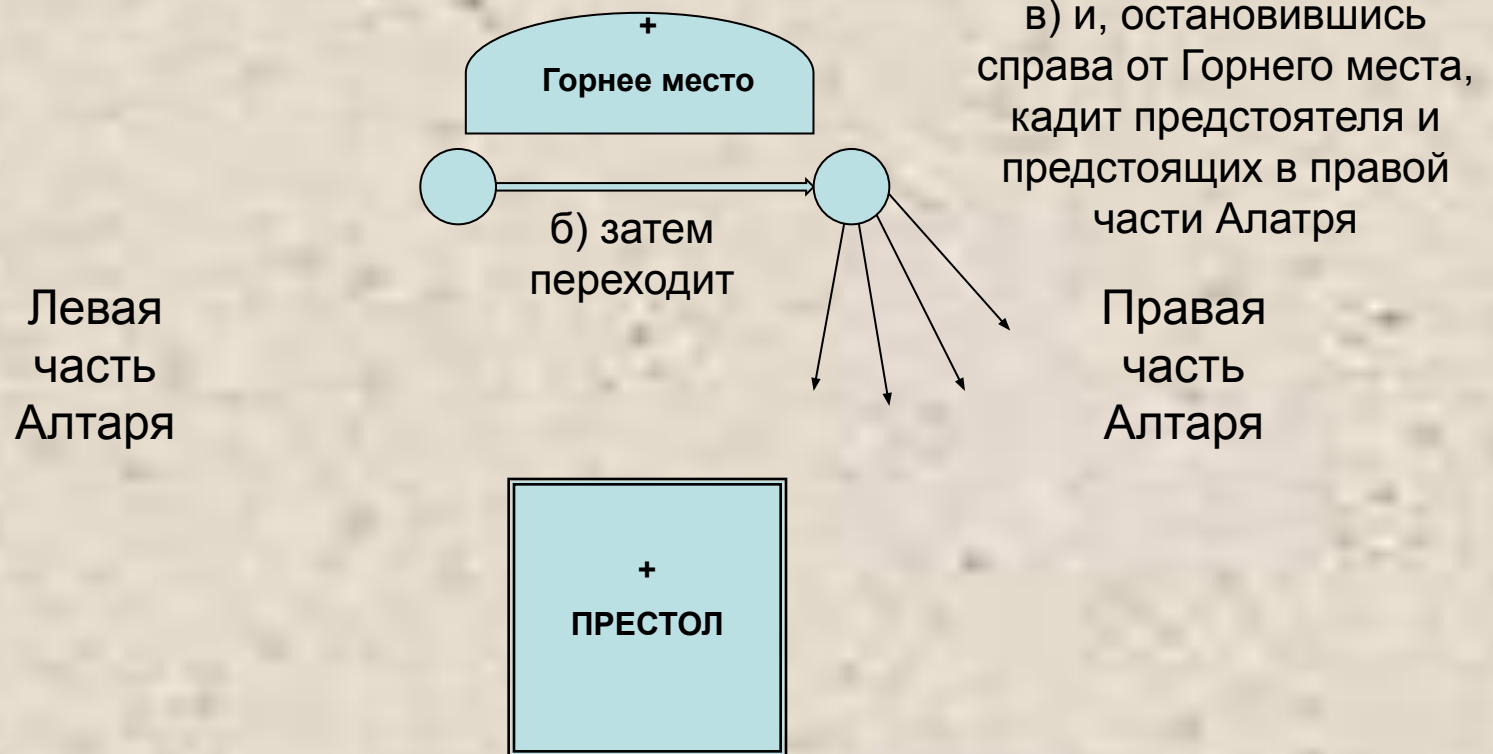 +
Горнее место
в) и, остановившись
справа от Горнего места,
кадит предстоятеля и
предстоящих в правой
части Алатря
б) затем
переходит
Левая
часть
Алтаря
Правая
часть
Алтаря
+
ПРЕСТОЛ